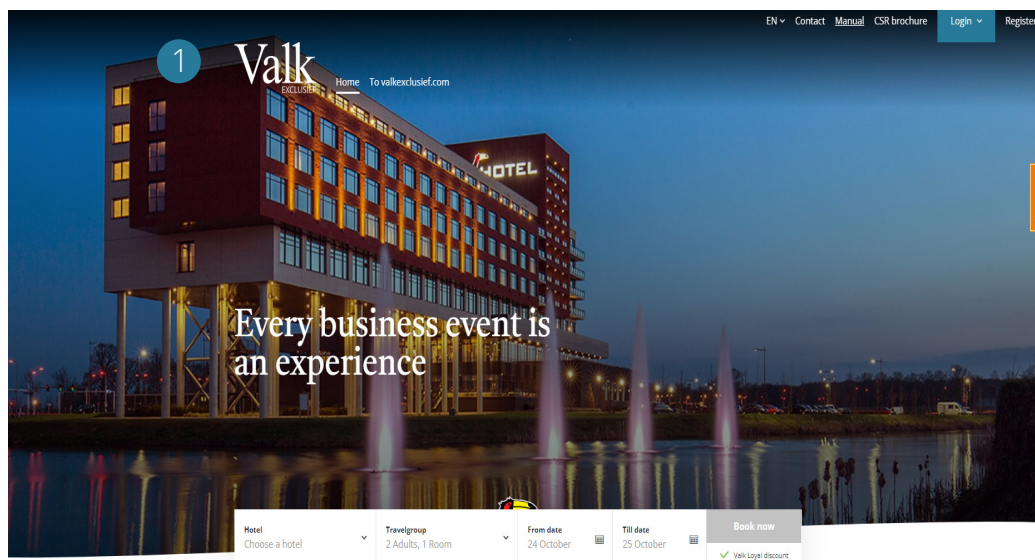 EN Contact Manual CSR brochure Login Register
1
Valk
EXCLUSIEF
Home To valkexclusief.com
HOTEL
Every business event is
an experience
Hotel Travelgroup From date Till date Book now
Choose a hotel 2 Adults, 1 Room 24 October 25 October
Valk Loyal discount